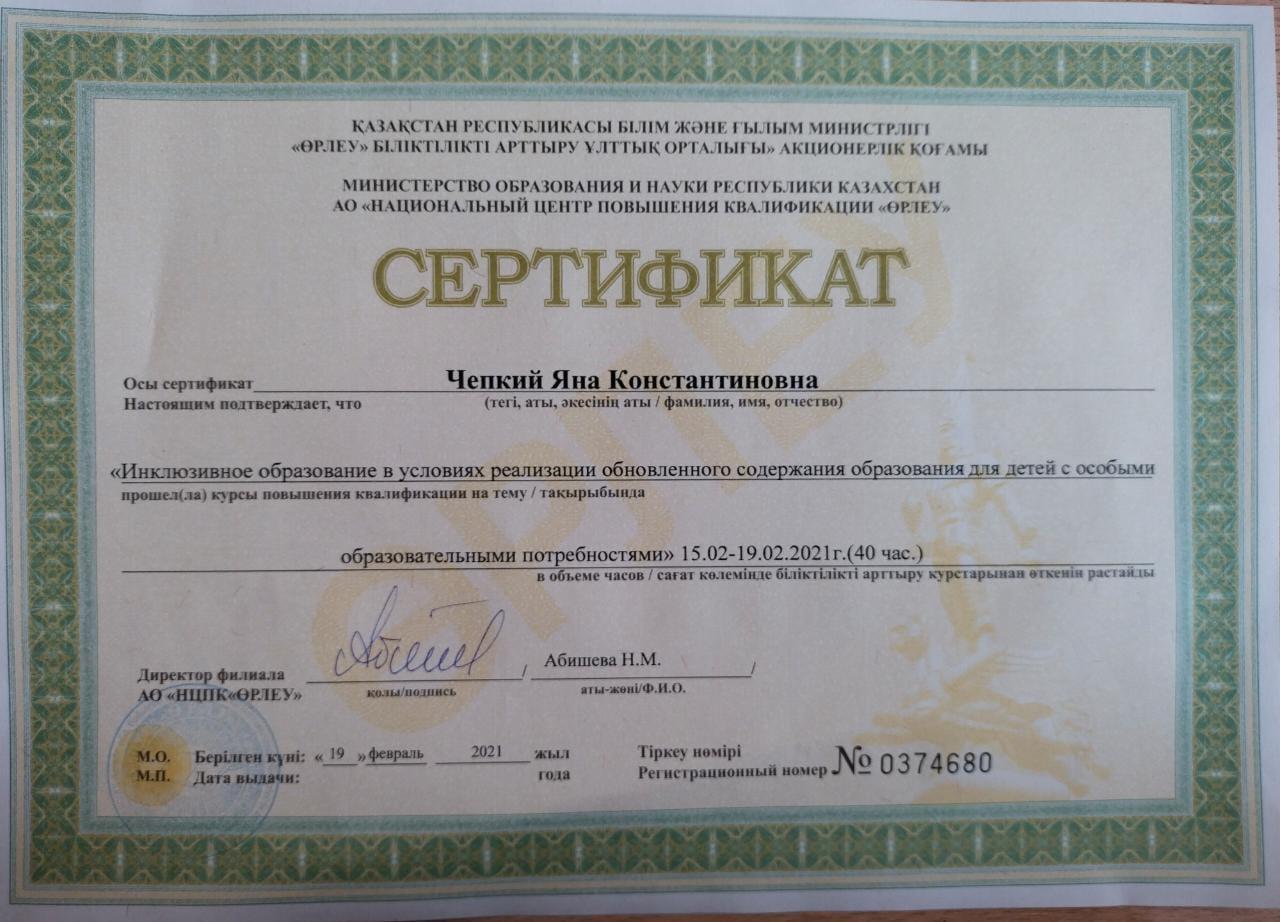 ҚАЗАҚСТАН РЕСПУБЛИКАСЫ БІЛІМ ЖӘНЕ ҒЫЛЫМ МИНИСТРЛІГІ
«ӨРЛЕУ» БІЛІКТІЛІКТІ АРТТЫРУ ҰЛТТЫҚ ОРТАЛЫҒЫ» АКЦИОНЕРЛІК ҚОҒАМЫ
МИНИСТЕРСТВО ОБРАЗОВАНИЯ И НАУКИ РЕСПУБЛИКИ КАЗАХСТАН
АО «НАЦИОНАЛЬНЫЙ ЦЕНТР ПОВЫШЕНИЯ КВАЛИФИКАЦИИ «ӨРЛЕУ»
СЕРТИФИКАТ
Осы сертификат Чепкий Яна Константиновна
Настоящим подтверждает, что (тегі, аты, әкесінің аты / фамилия, имя, отчество)
«Инклюзивное образование в условиях реализации обновленного содержания образования для детей с особыми
прошел(ла) курсы повышения квалификации на тему / тақырыбында
образовательными потребностями» 15.02-19.02.2021г.(40 час.)
в объеме часов / сағат көлемінде біліктілікті арттыру курстарынан өткенін растайды
Директор филиала / Абишева Н.М. /
АО «НЦПК«ӨРЛЕУ» қолы/подпись аты-жөні/Ф.И.О.
М.О. Берілген күні: « 19 » февраль 2021 жыл Тіркеу нөмірі
М.П. Дата выдачи: года Регистрационный номер № 0374680
ӨРЛЕУ